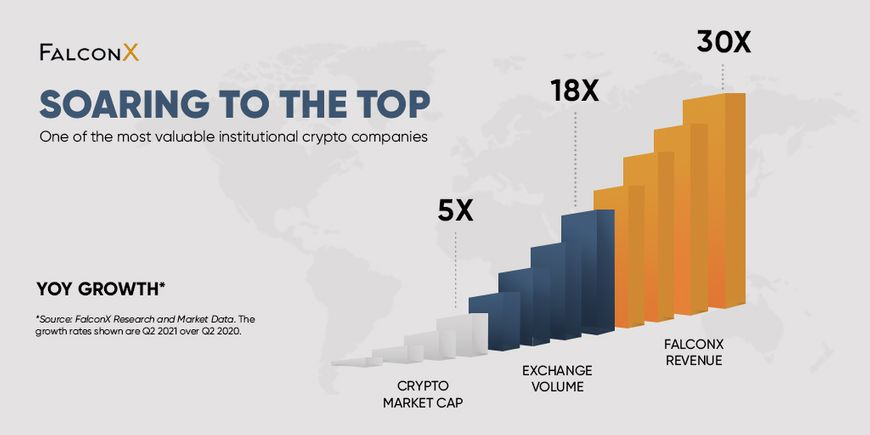 FALCONX
SOARING TO THE TOP
One of the most valuable institutional crypto companies
30X
18X
5X
YOY GROWTH*
*Source: FalconX Research and Market Data. The
growth rates shown are Q2 2021 over Q2 2020.
CRYPTO
MARKET CAP
EXCHANGE
VOLUME
FALCONX
REVENUE